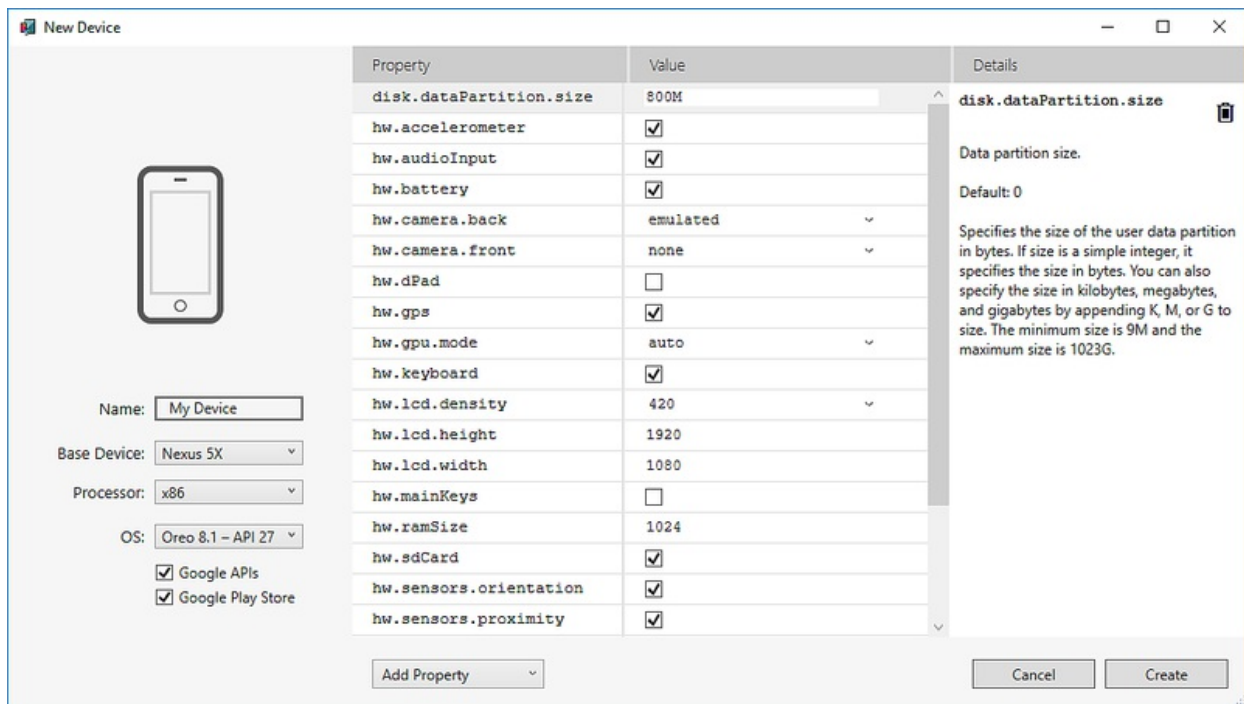 New Device
Property Value Details
disk.dataPartition.size 800M
hw.accelerometer
hw.audioInput
hw.battery
hw.camera.back emulated
hw.camera.front none
hw.dPad
hw.gps
hw.gpu.mode auto
hw.keyboard
hw.lcd.density 420
hw.lcd.height 1920
hw.lcd.width 1080
hw.mainKeys
hw.ramSize 1024
hw.sdCard
hw.sensors.orientation
hw.sensors.proximity
disk.dataPartition.size
Data partition size.
Default: 0
Specifies the size of the user data partition
in bytes. If size is a simple integer, it
specifies the size in bytes. You can also
specify the size in kilobytes, megabytes,
and gigabytes by appending K, M, or G to
size. The minimum size is 9M and the
maximum size is 1023G.
Name: My Device
Base Device: Nexus 5X
Processor: x86
OS: Oreo 8.1 – API 27
Google APIs
Google Play Store
Add Property
Cancel Create